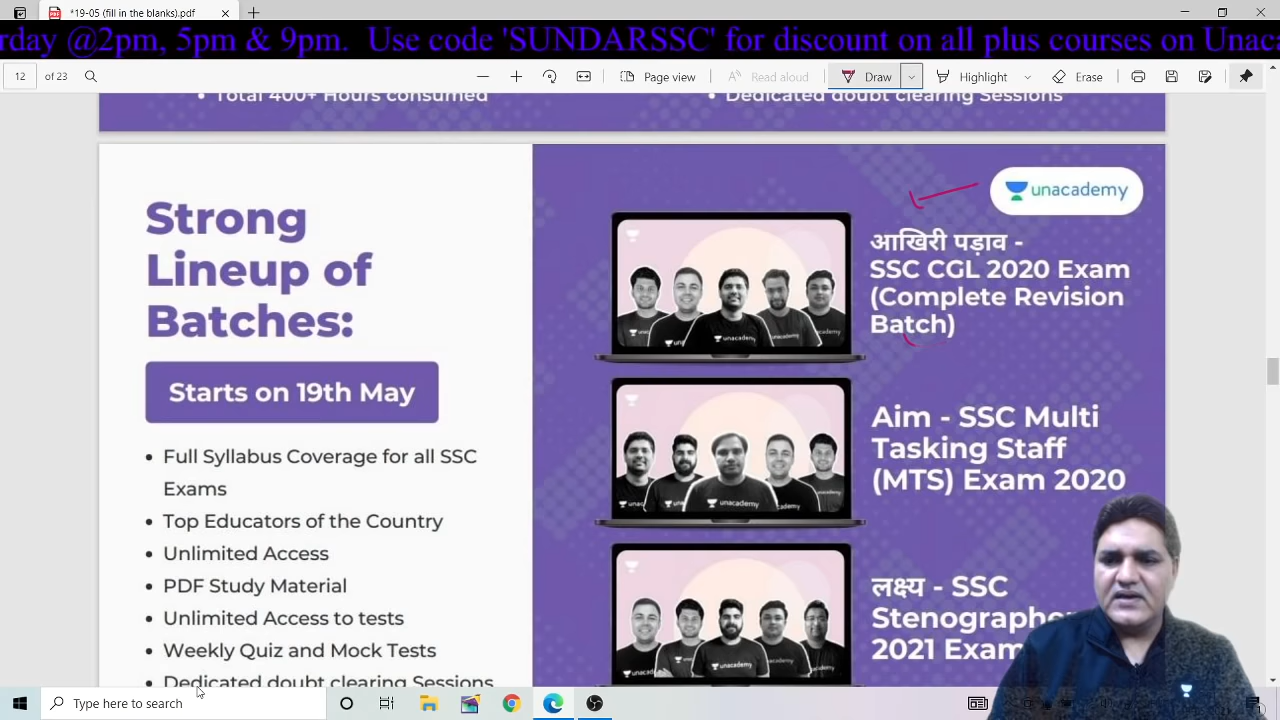 *19-05 (fill in the blanks).pdf
rday @2pm, 5pm & 9pm. Use code 'SUNDARSSC' for discount on all plus courses on Unaca
12 of 23
Page view
Read aloud
Draw
Highlight
Erase
• Total 400+ Hours consumed
• Dedicated doubt clearing Sessions
Strong
Lineup of
Batches:
Starts on 19th May
• Full Syllabus Coverage for all SSC
Exams
• Top Educators of the Country
• Unlimited Access
• PDF Study Material
• Unlimited Access to tests
• Weekly Quiz and Mock Tests
• Dedicated doubt clearing Sessions
unacademy
आखिरी पड़ाव -
SSC CGL 2020 Exam
(Complete Revision
Batch)
unacademy
Aim - SSC Multi
Tasking Staff
(MTS) Exam 2020
unacademy
लक्ष्य - SSC
Stenographe
2021 Exam
unacademy
Type here to search